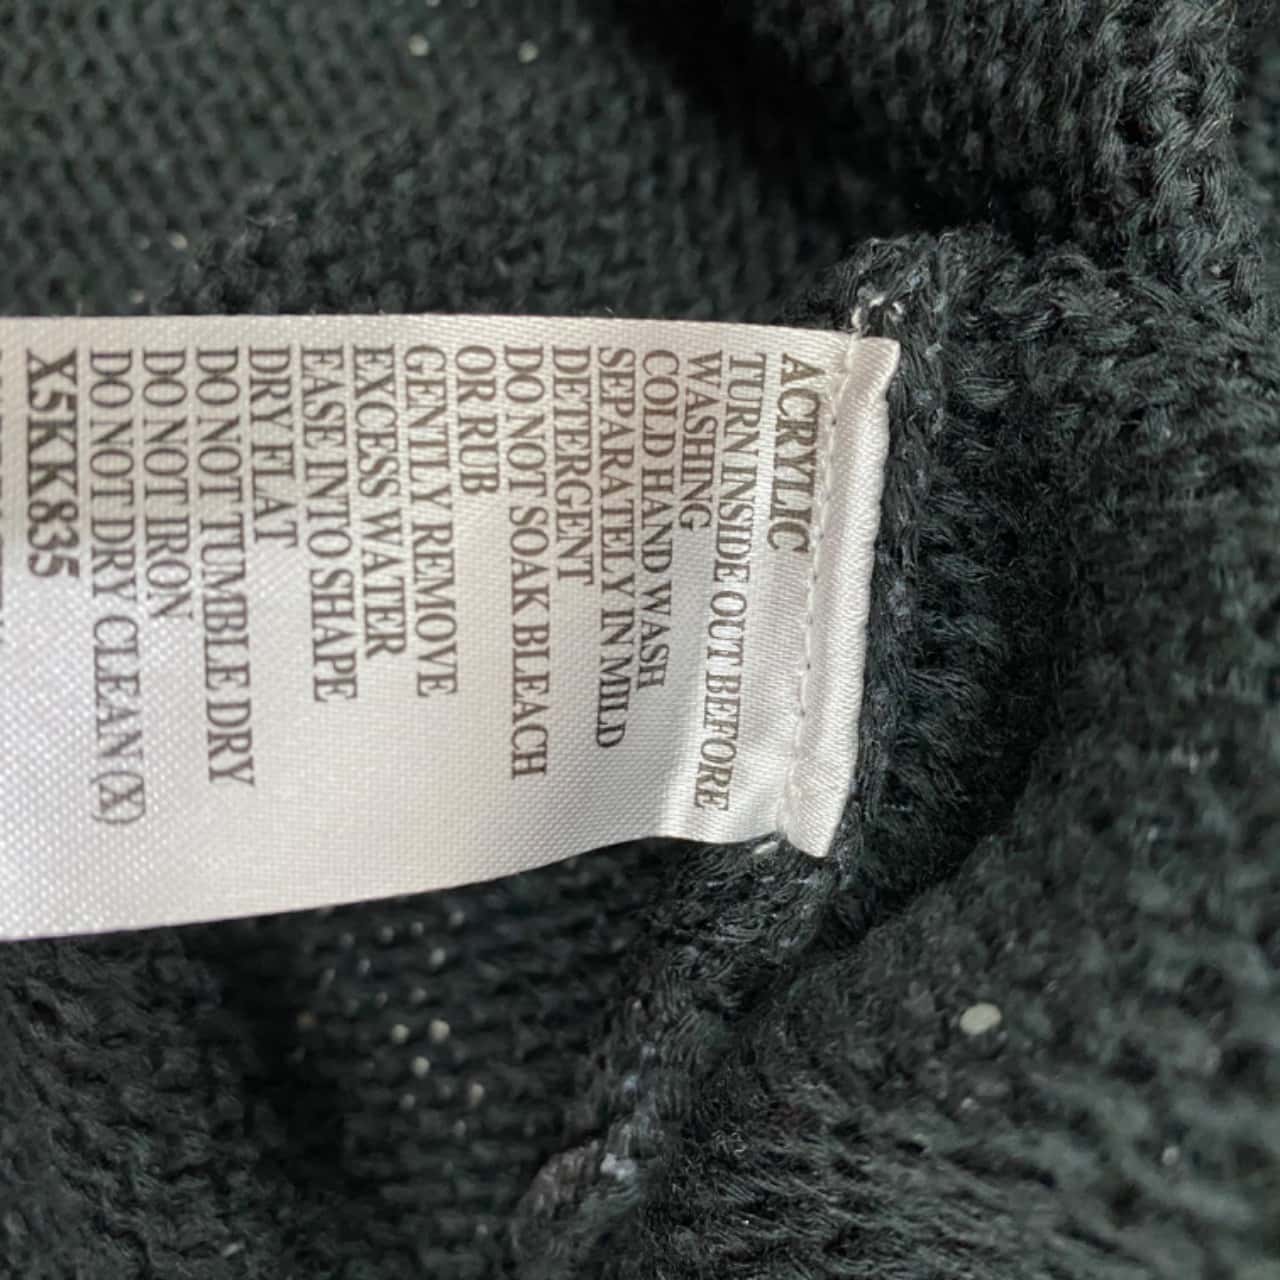 ACRYLIC
TURN INSIDE OUT BEFORE
WASHING
COLD HAND WASH
SEPARATELY IN MILD
DETERGENT
DO NOT SOAK BLEACH
OR RUB
GENTLY REMOVE
EXCESS WATER
EASE INTO SHAPE
DRY FLAT
DO NOT TUMBLE DRY
DO NOT IRON
DO NOT DRY CLEAN (X)
X5KK835